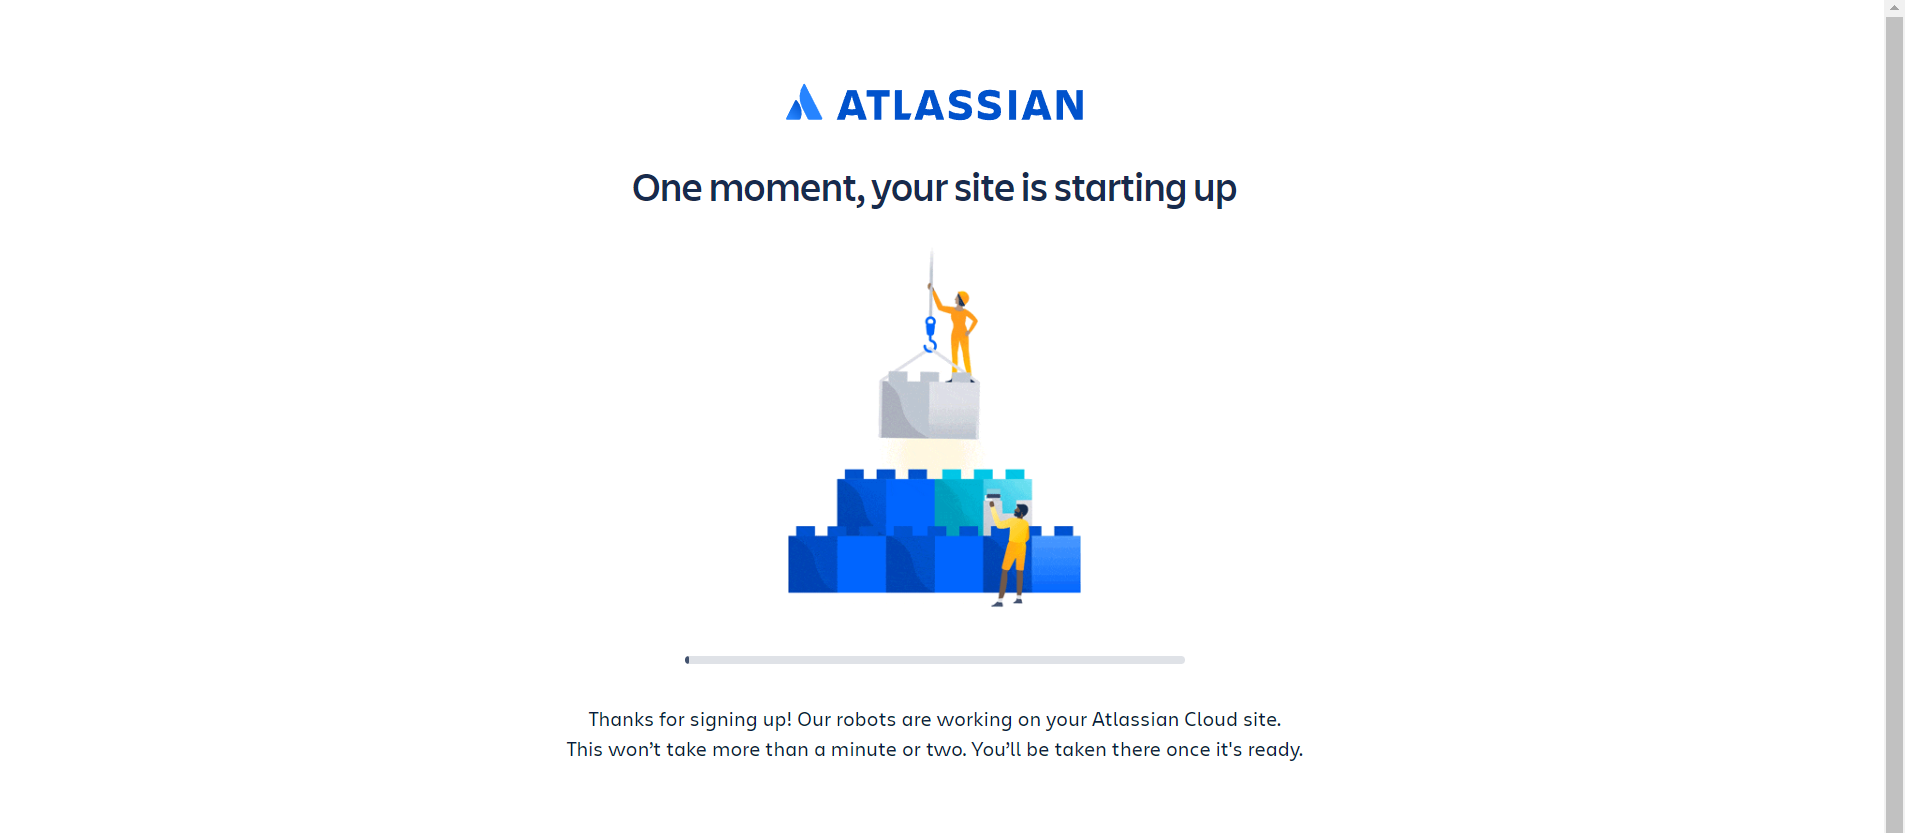 ATLASSIAN
One moment, your site is starting up
Thanks for signing up! Our robots are working on your Atlassian Cloud site.
This won’t take more than a minute or two. You’ll be taken there once it's ready.